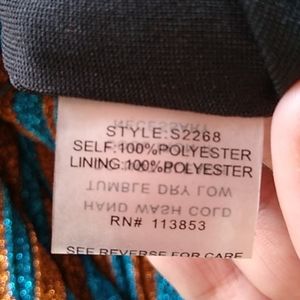 STYLE:S2268
SELF:100%POLYESTER
LINING:100%POLYESTER
TUMBLE DRY LOW
HAND WASH COLD
RN# 113853
SEE REVERSE FOR CARE